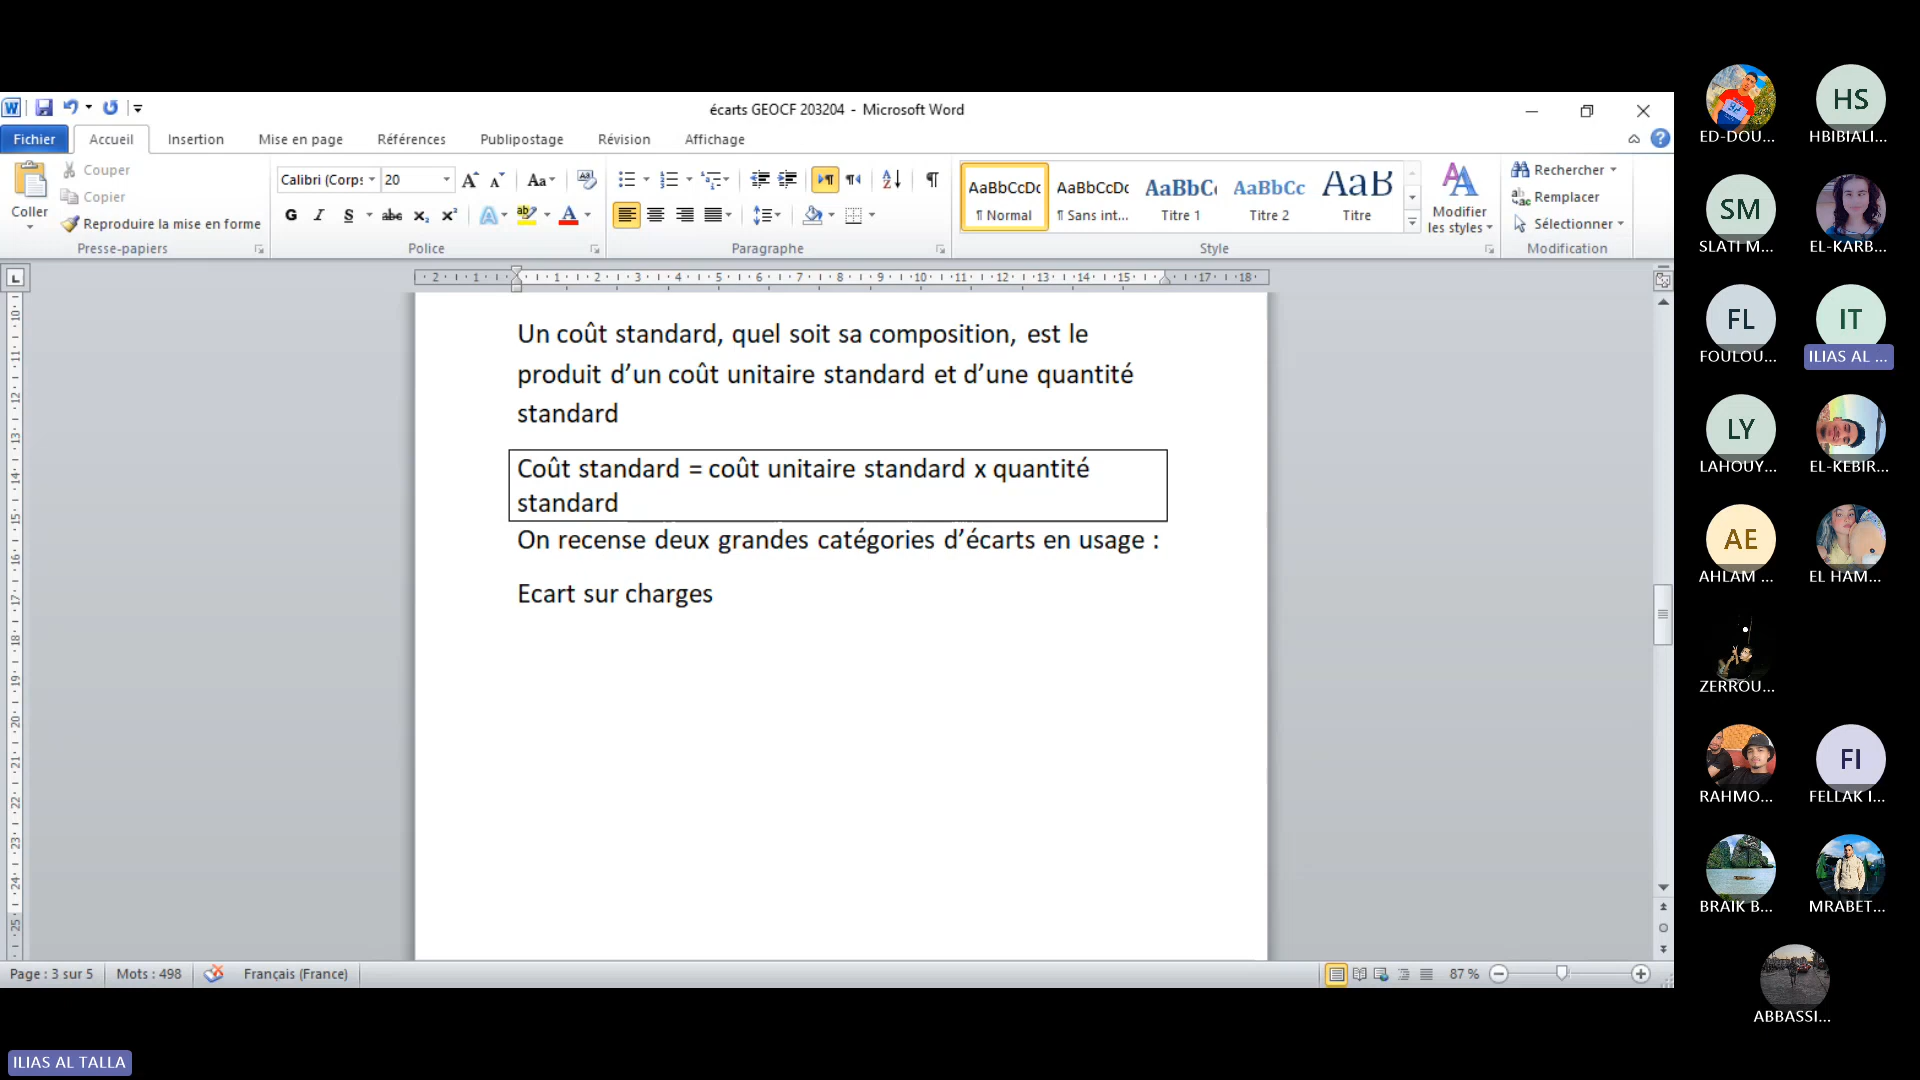 écarts GEOCF 203204 - Microsoft Word
Fichier Accueil Insertion Mise en page Références Publipostage Révision Affichage
Coller
Couper
Copier
Reproduire la mise en forme
Presse-papiers
Calibri (Corps 20
Police
Paragraphe
AaBbCcDc AaBbCcDc AaBbC AaBbCc AaB
¶ Normal ¶ Sans int... Titre 1 Titre 2 Titre
Modifier
les styles
Style
Rechercher
Remplacer
Sélectionner
Modification
Un coût standard, quel soit sa composition, est le
produit d’un coût unitaire standard et d’une quantité
standard
Coût standard = coût unitaire standard x quantité
standard
On recense deux grandes catégories d’écarts en usage :
Ecart sur charges
Page : 3 sur 5 Mots : 498 Français (France) 87 %
ED-DOU... HS HBIBIALI...
SM SLATI M... EL-KARB...
FL FOULOU... IT ILIAS AL ...
LY LAHOUY... EL-KEBIR...
AE AHLAM ... EL HAM...
ZERROU...
RAHMO... FI FELLAK I...
BRAIK B... MRABET...
ABBASSI...
ILIAS AL TALLA